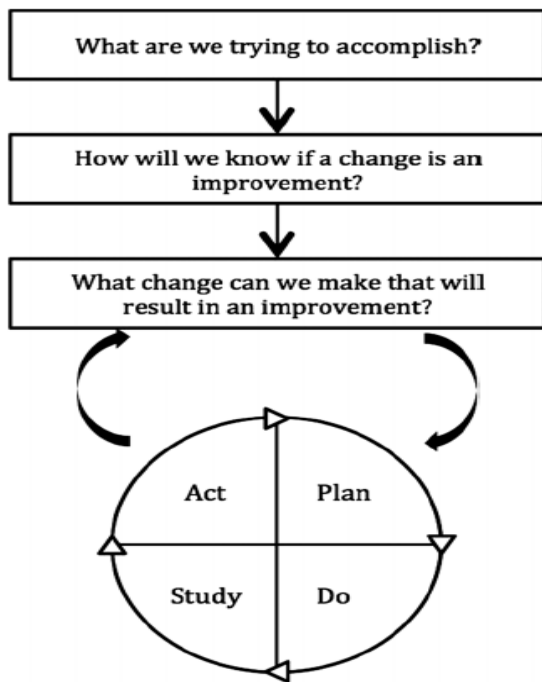 What are we trying to accomplish?
How will we know if a change is an
improvement?
What change can we make that will
result in an improvement?
Act
Plan
Study
Do